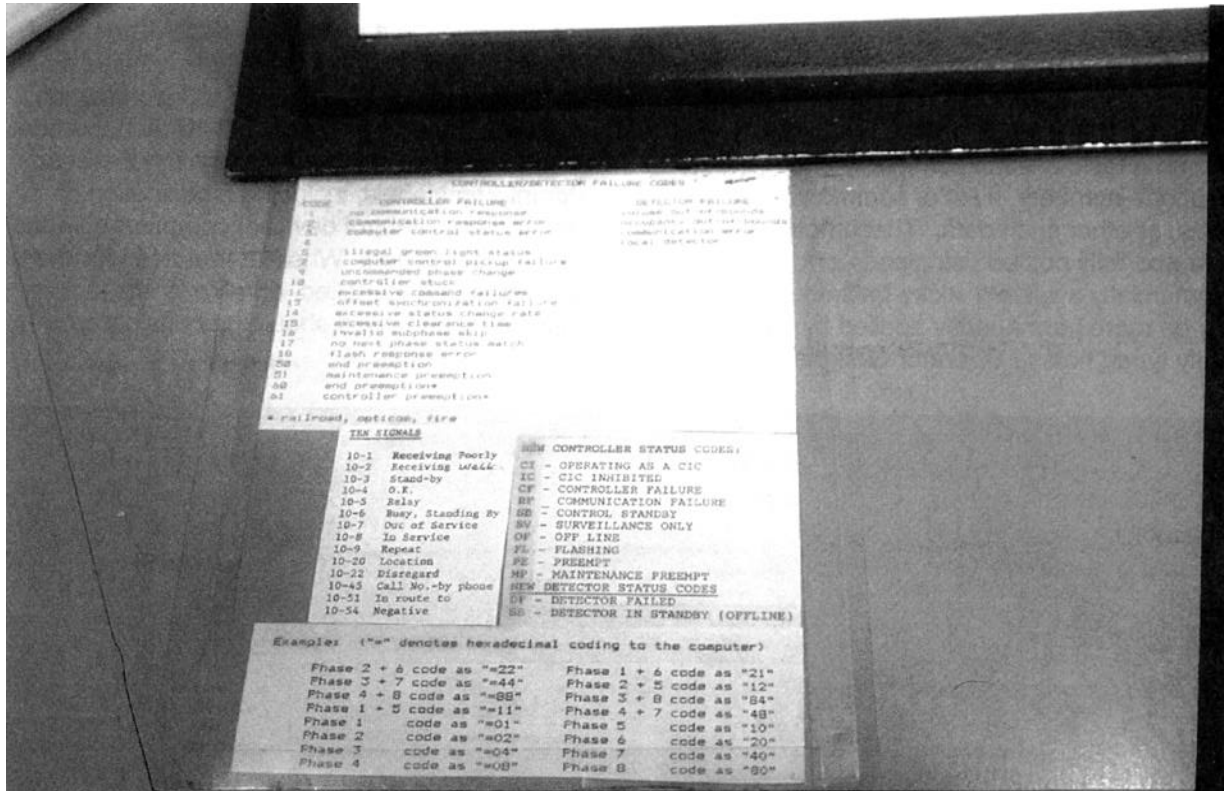 CONTROLLER/DETECTOR FAILURE CODES
CODE CONTROLLER FAILURE DETECTOR FAILURE
1 no communication response volume out-of-bounds
2 communication response error occupancy out-of-bounds
3 computer control status error communication error
4 local detector
5 illegal green light status
computer control pickup failure
9 uncommanded phase change
10 controller stuck
11 excessive command failures
13 offset synchronization failure
14 excessive status change rate
15 excessive clearance time
16 invalid subphase skip
17 no next phase status match
18 flash response error
50 end preemption
51 maintenance preemption
60 end preemption*
61 controller preemption*
* railroad, opticom, fire
TEN SIGNALS
10-1 Receiving Poorly
10-2 Receiving Well
10-3 Stand-by
10-4 O.K.
10-5 Relay
10-6 Busy, Standing By
10-7 Out of Service
10-8 In Service
10-9 Repeat
10-20 Location
10-22 Disregard
10-45 Call No.-by phone
10-51 In route to
10-54 Negative
NEW CONTROLLER STATUS CODES:
CI - OPERATING AS A CIC
IC - CIC INHIBITED
CF - CONTROLLER FAILURE
- COMMUNICATION FAILURE
SB - CONTROL STANDBY
SV - SURVEILLANCE ONLY
OF - OFF LINE
FL - FLASHING
PE - PREEMPT
MP - MAINTENANCE PREEMPT
NEW DETECTOR STATUS CODES
DF - DETECTOR FAILED
SB - DETECTOR IN STANDBY (OFFLINE)
Examples ("=" denotes hexadecimal coding to the computer)
Phase 2 + 6 code as "=22" Phase 1 + 6 code as "21"
Phase 3 + 7 code as "=44" Phase 2 + 5 code as "12"
Phase 4 + 8 code as "=88" Phase 3 + 8 code as "84"
Phase 1 + 5 code as "=11" Phase 4 + 7 code as "48"
Phase 1 code as "=01" Phase 5 code as "10"
Phase 2 code as "=02" Phase 6 code as "20"
Phase 3 code as "=04" Phase 7 code as "40"
Phase 4 code as "=08" Phase 8 code as "80"